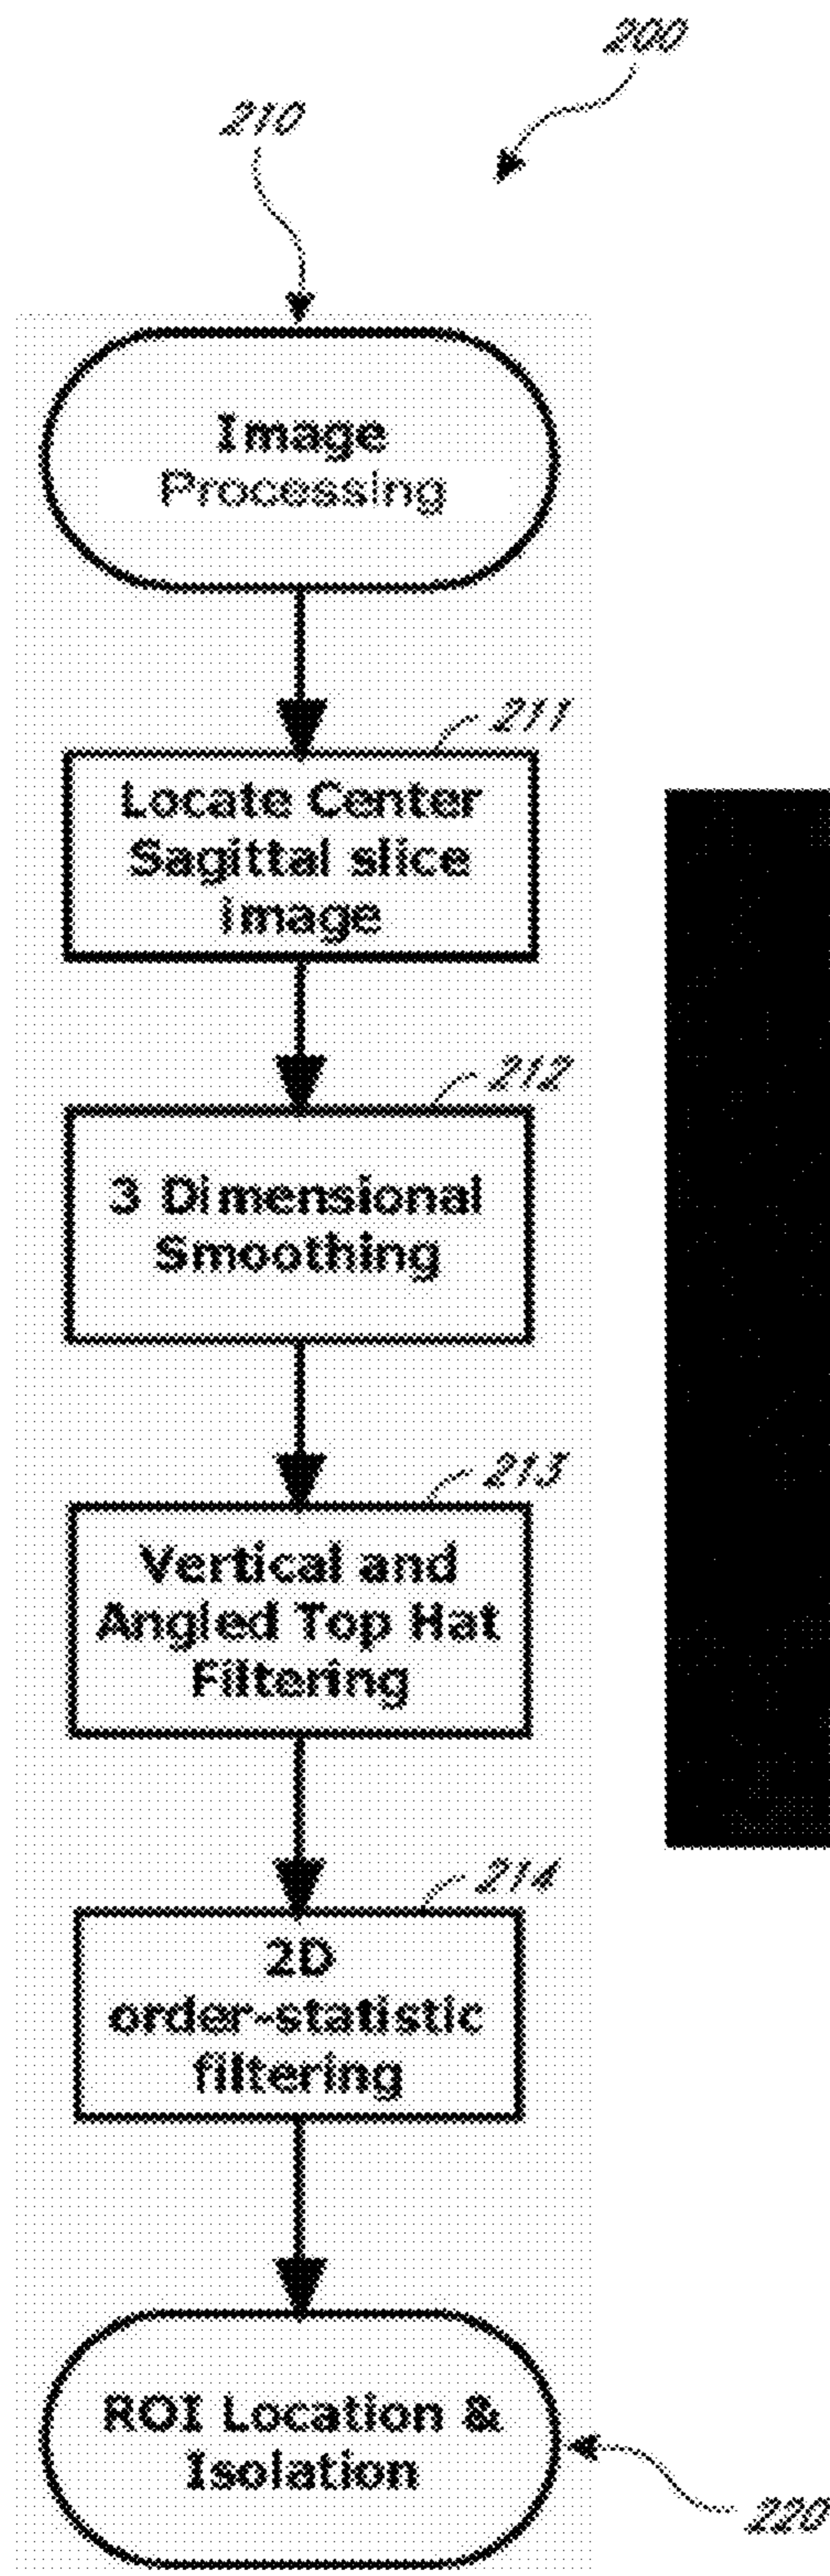 200
210
Image
Processing
211
Locate Center
Sagittal slice
image
212
3 Dimensional
Smoothing
213
Vertical and
Angled Top Hat
Filtering
214
2D
order-statistic
filtering
ROI Location &
Isolation
220